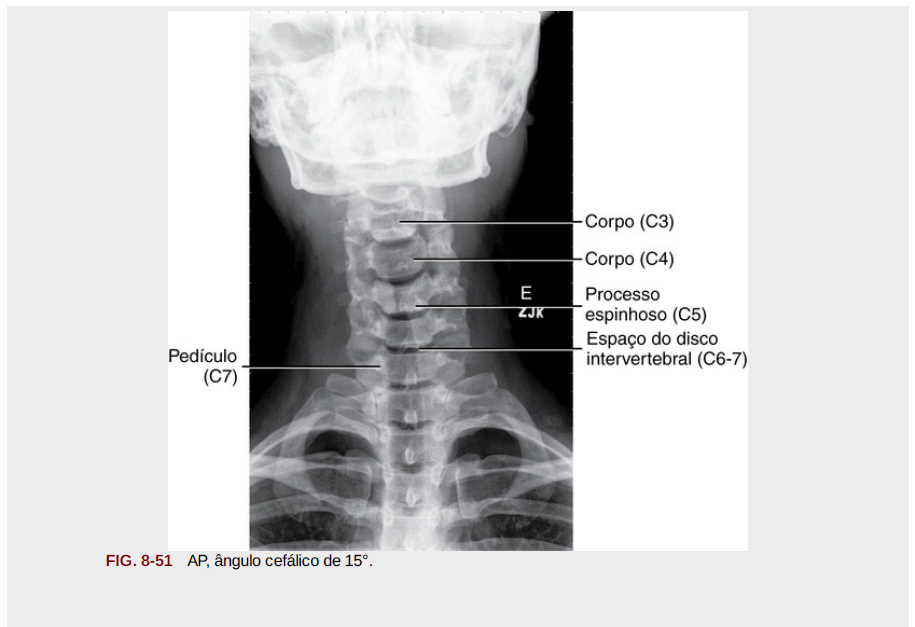 Corpo (C3)
Corpo (C4)
E
ZJK
Processo
espinhoso (C5)
Espaço do disco
intervertebral (C6-7)
Pedículo
(C7)
FIG. 8-51 AP, ângulo cefálico de 15°.